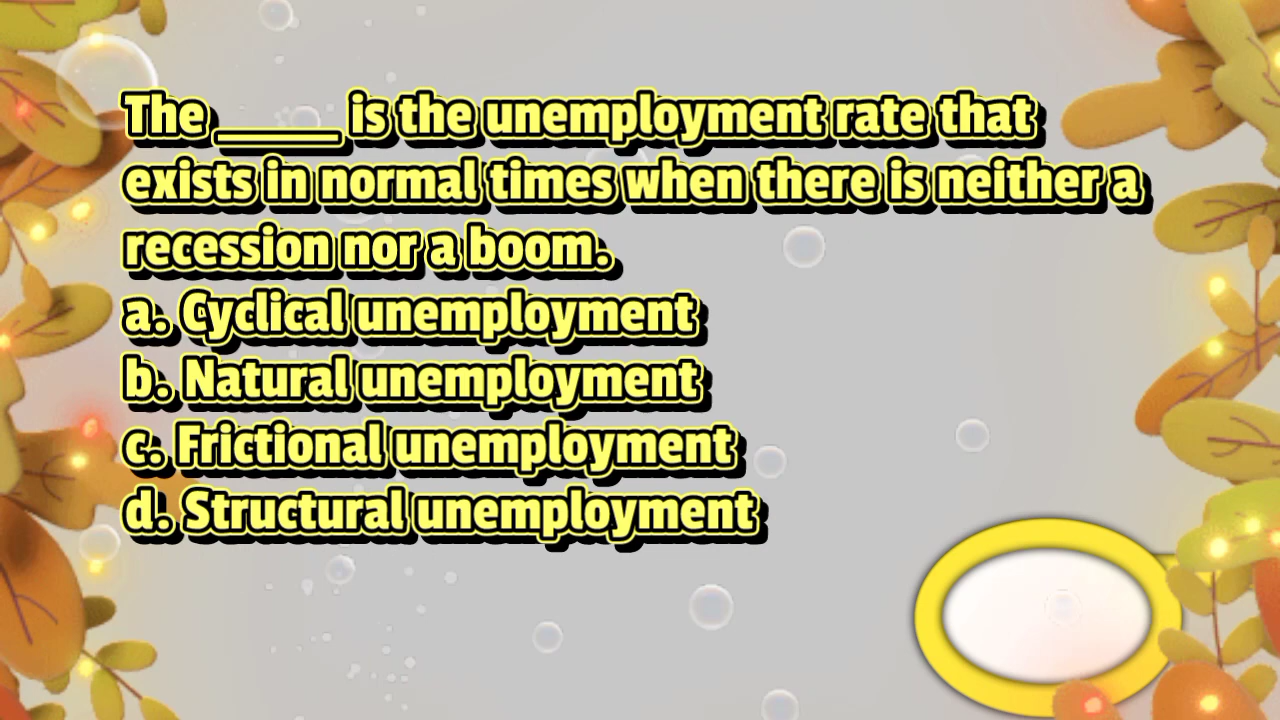 The _____ is the unemployment rate that
exists in normal times when there is neither a
recession nor a boom.
a. Cyclical unemployment
b. Natural unemployment
c. Frictional unemployment
d. Structural unemployment